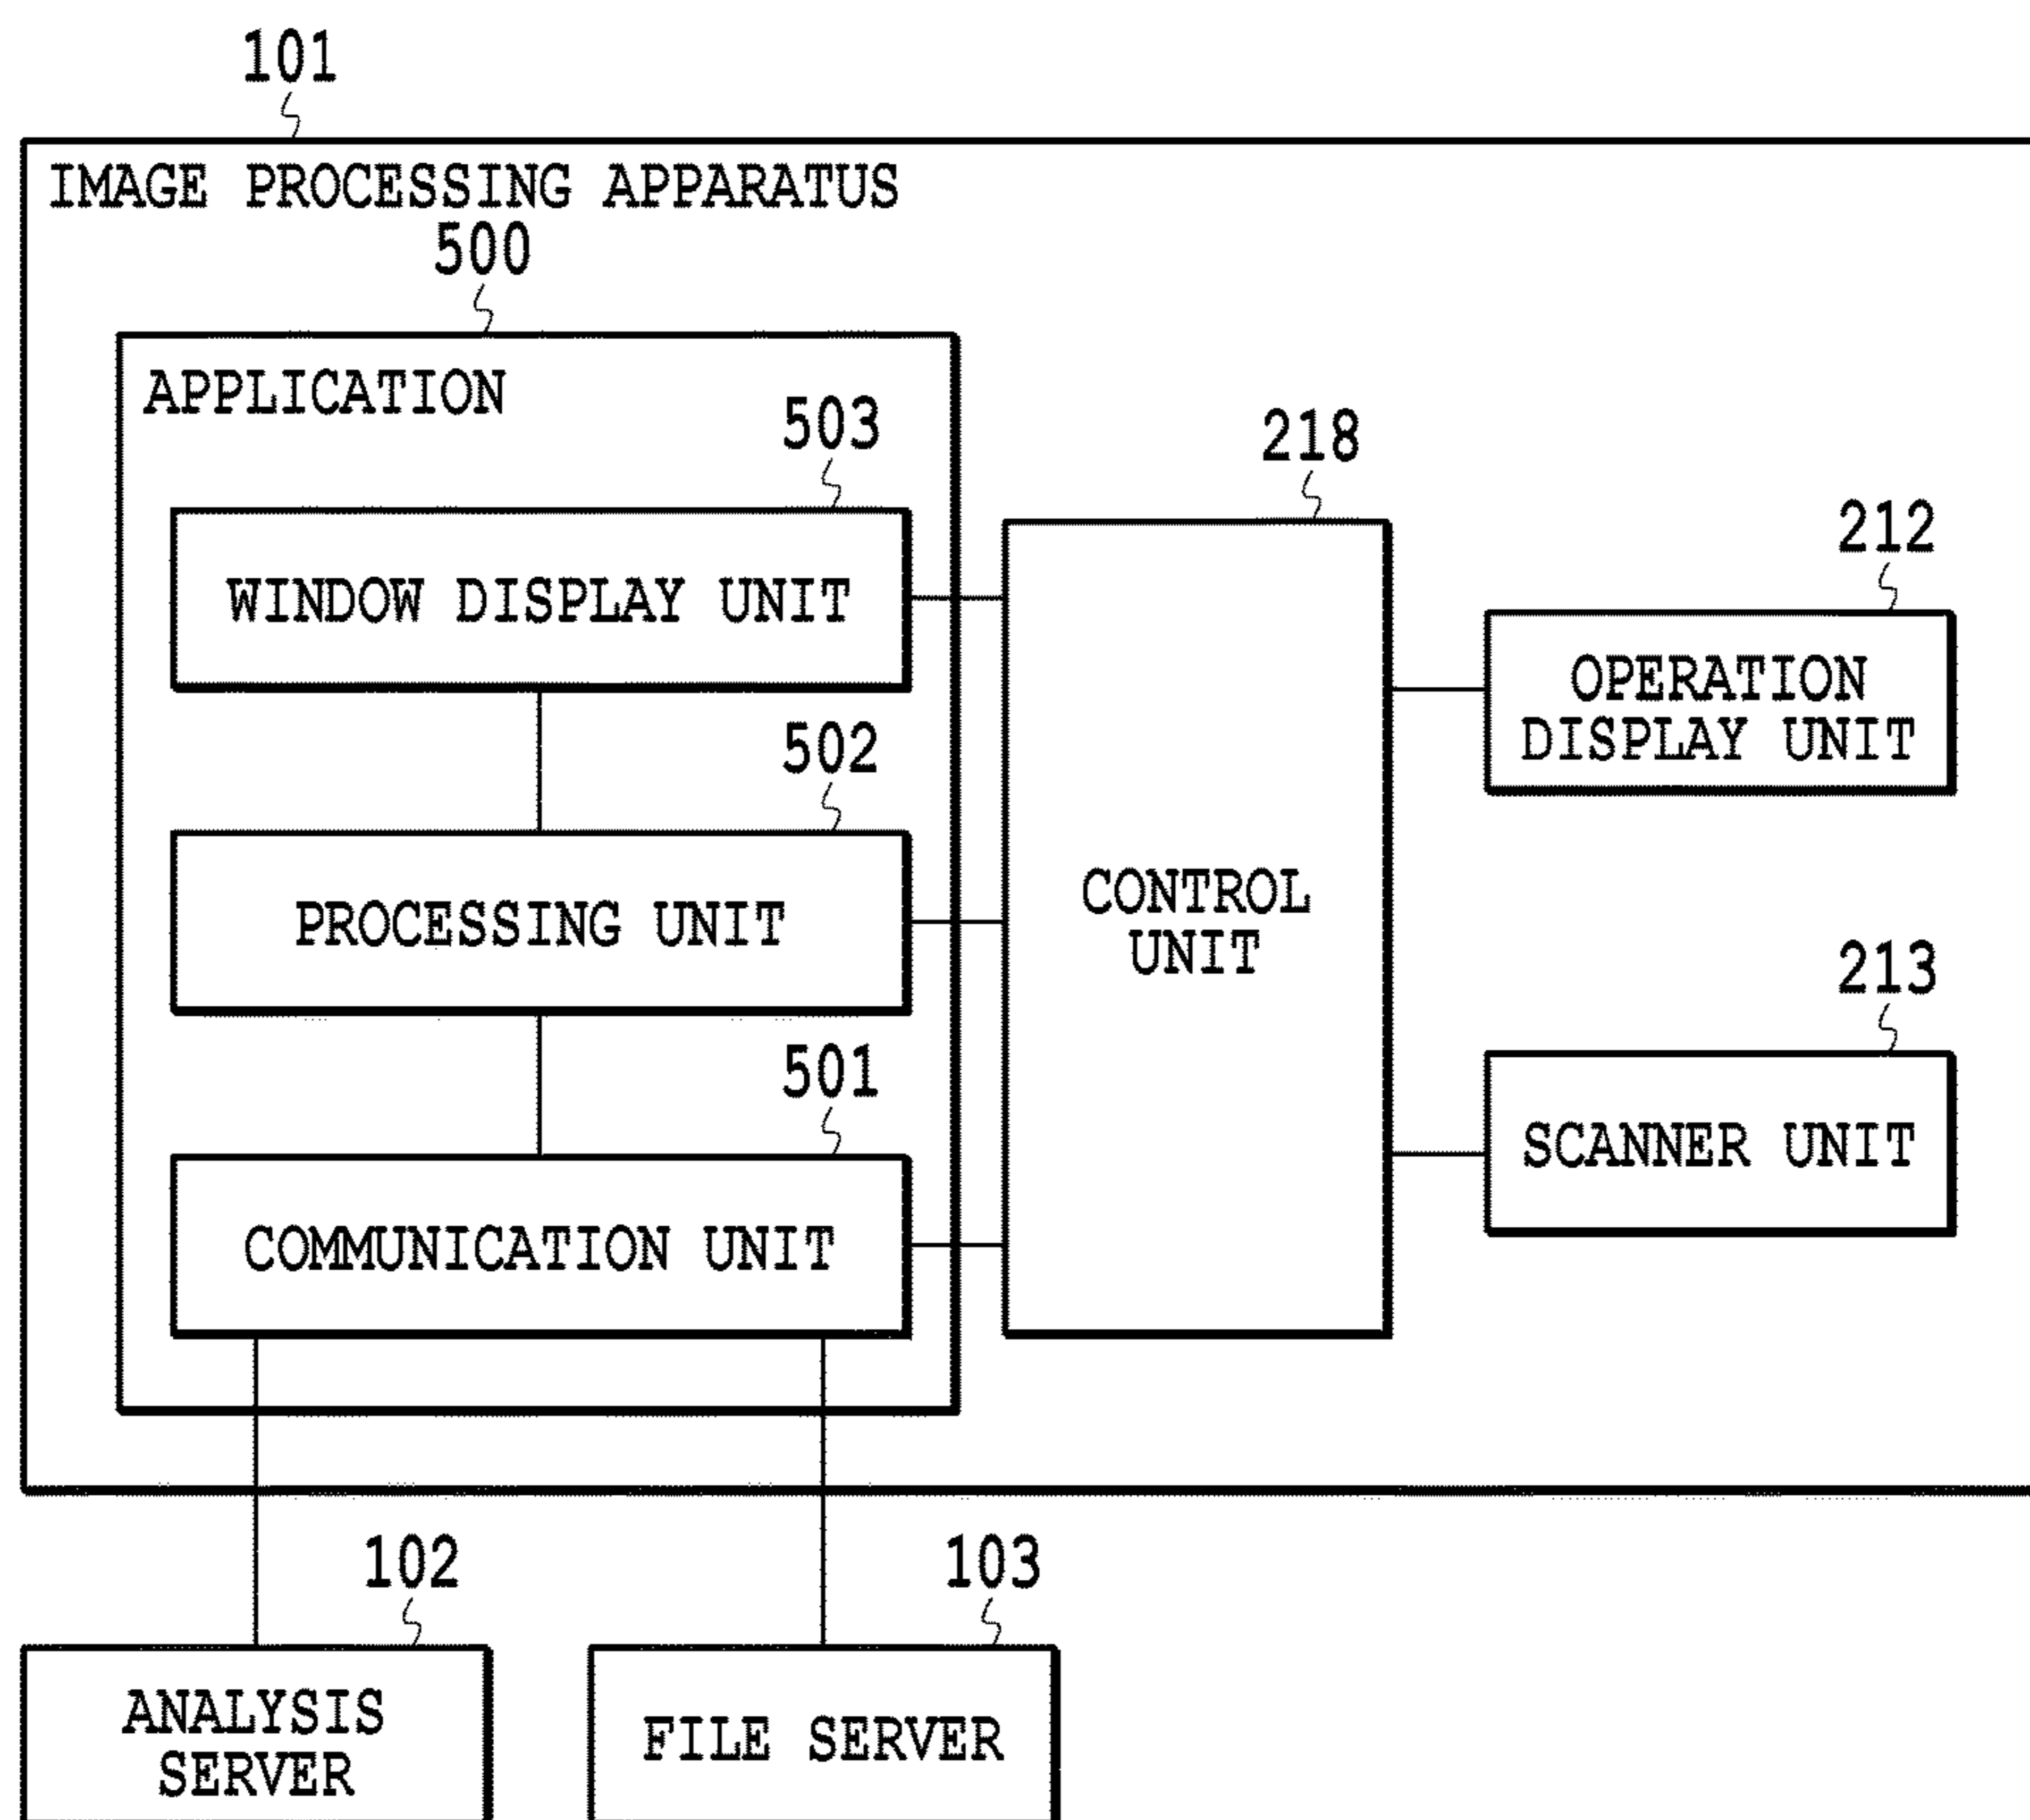 101
IMAGE PROCESSING APPARATUS
500
APPLICATION
503
WINDOW DISPLAY UNIT
502
PROCESSING UNIT
501
COMMUNICATION UNIT
218
CONTROL
UNIT
212
OPERATION
DISPLAY UNIT
213
SCANNER UNIT
102
ANALYSIS
SERVER
103
FILE SERVER